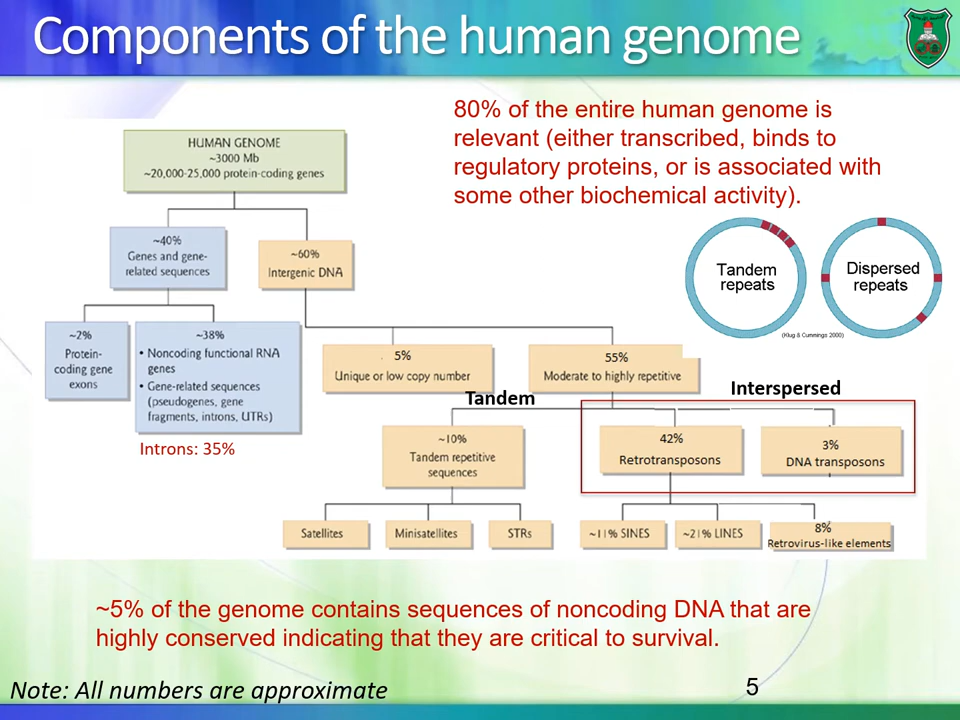 Components of the human genome
80% of the entire human genome is
relevant (either transcribed, binds to
regulatory proteins, or is associated with
some other biochemical activity).
HUMAN GENOME
~3000 Mb
~20,000-25,000 protein-coding genes
~40%
Genes and gene-
related sequences
~60%
Intergenic DNA
Tandem
repeats
Dispersed
repeats
(Klug & Cummings 2000)
~2%
Protein-
coding gene
exons
~38%
• Noncoding functional RNA
genes
• Gene-related sequences
(pseudogenes, gene
fragments, introns, UTRs)
5%
Unique or low copy number
55%
Moderate to highly repetitive
Tandem
Interspersed
Introns: 35%
~10%
Tandem repetitive
sequences
42%
Retrotransposons
3%
DNA transposons
Satellites
Minisatellites
STRs
~11% SINES
~21% LINES
8%
Retrovirus-like elements
~5% of the genome contains sequences of noncoding DNA that are
highly conserved indicating that they are critical to survival.
Note: All numbers are approximate
5